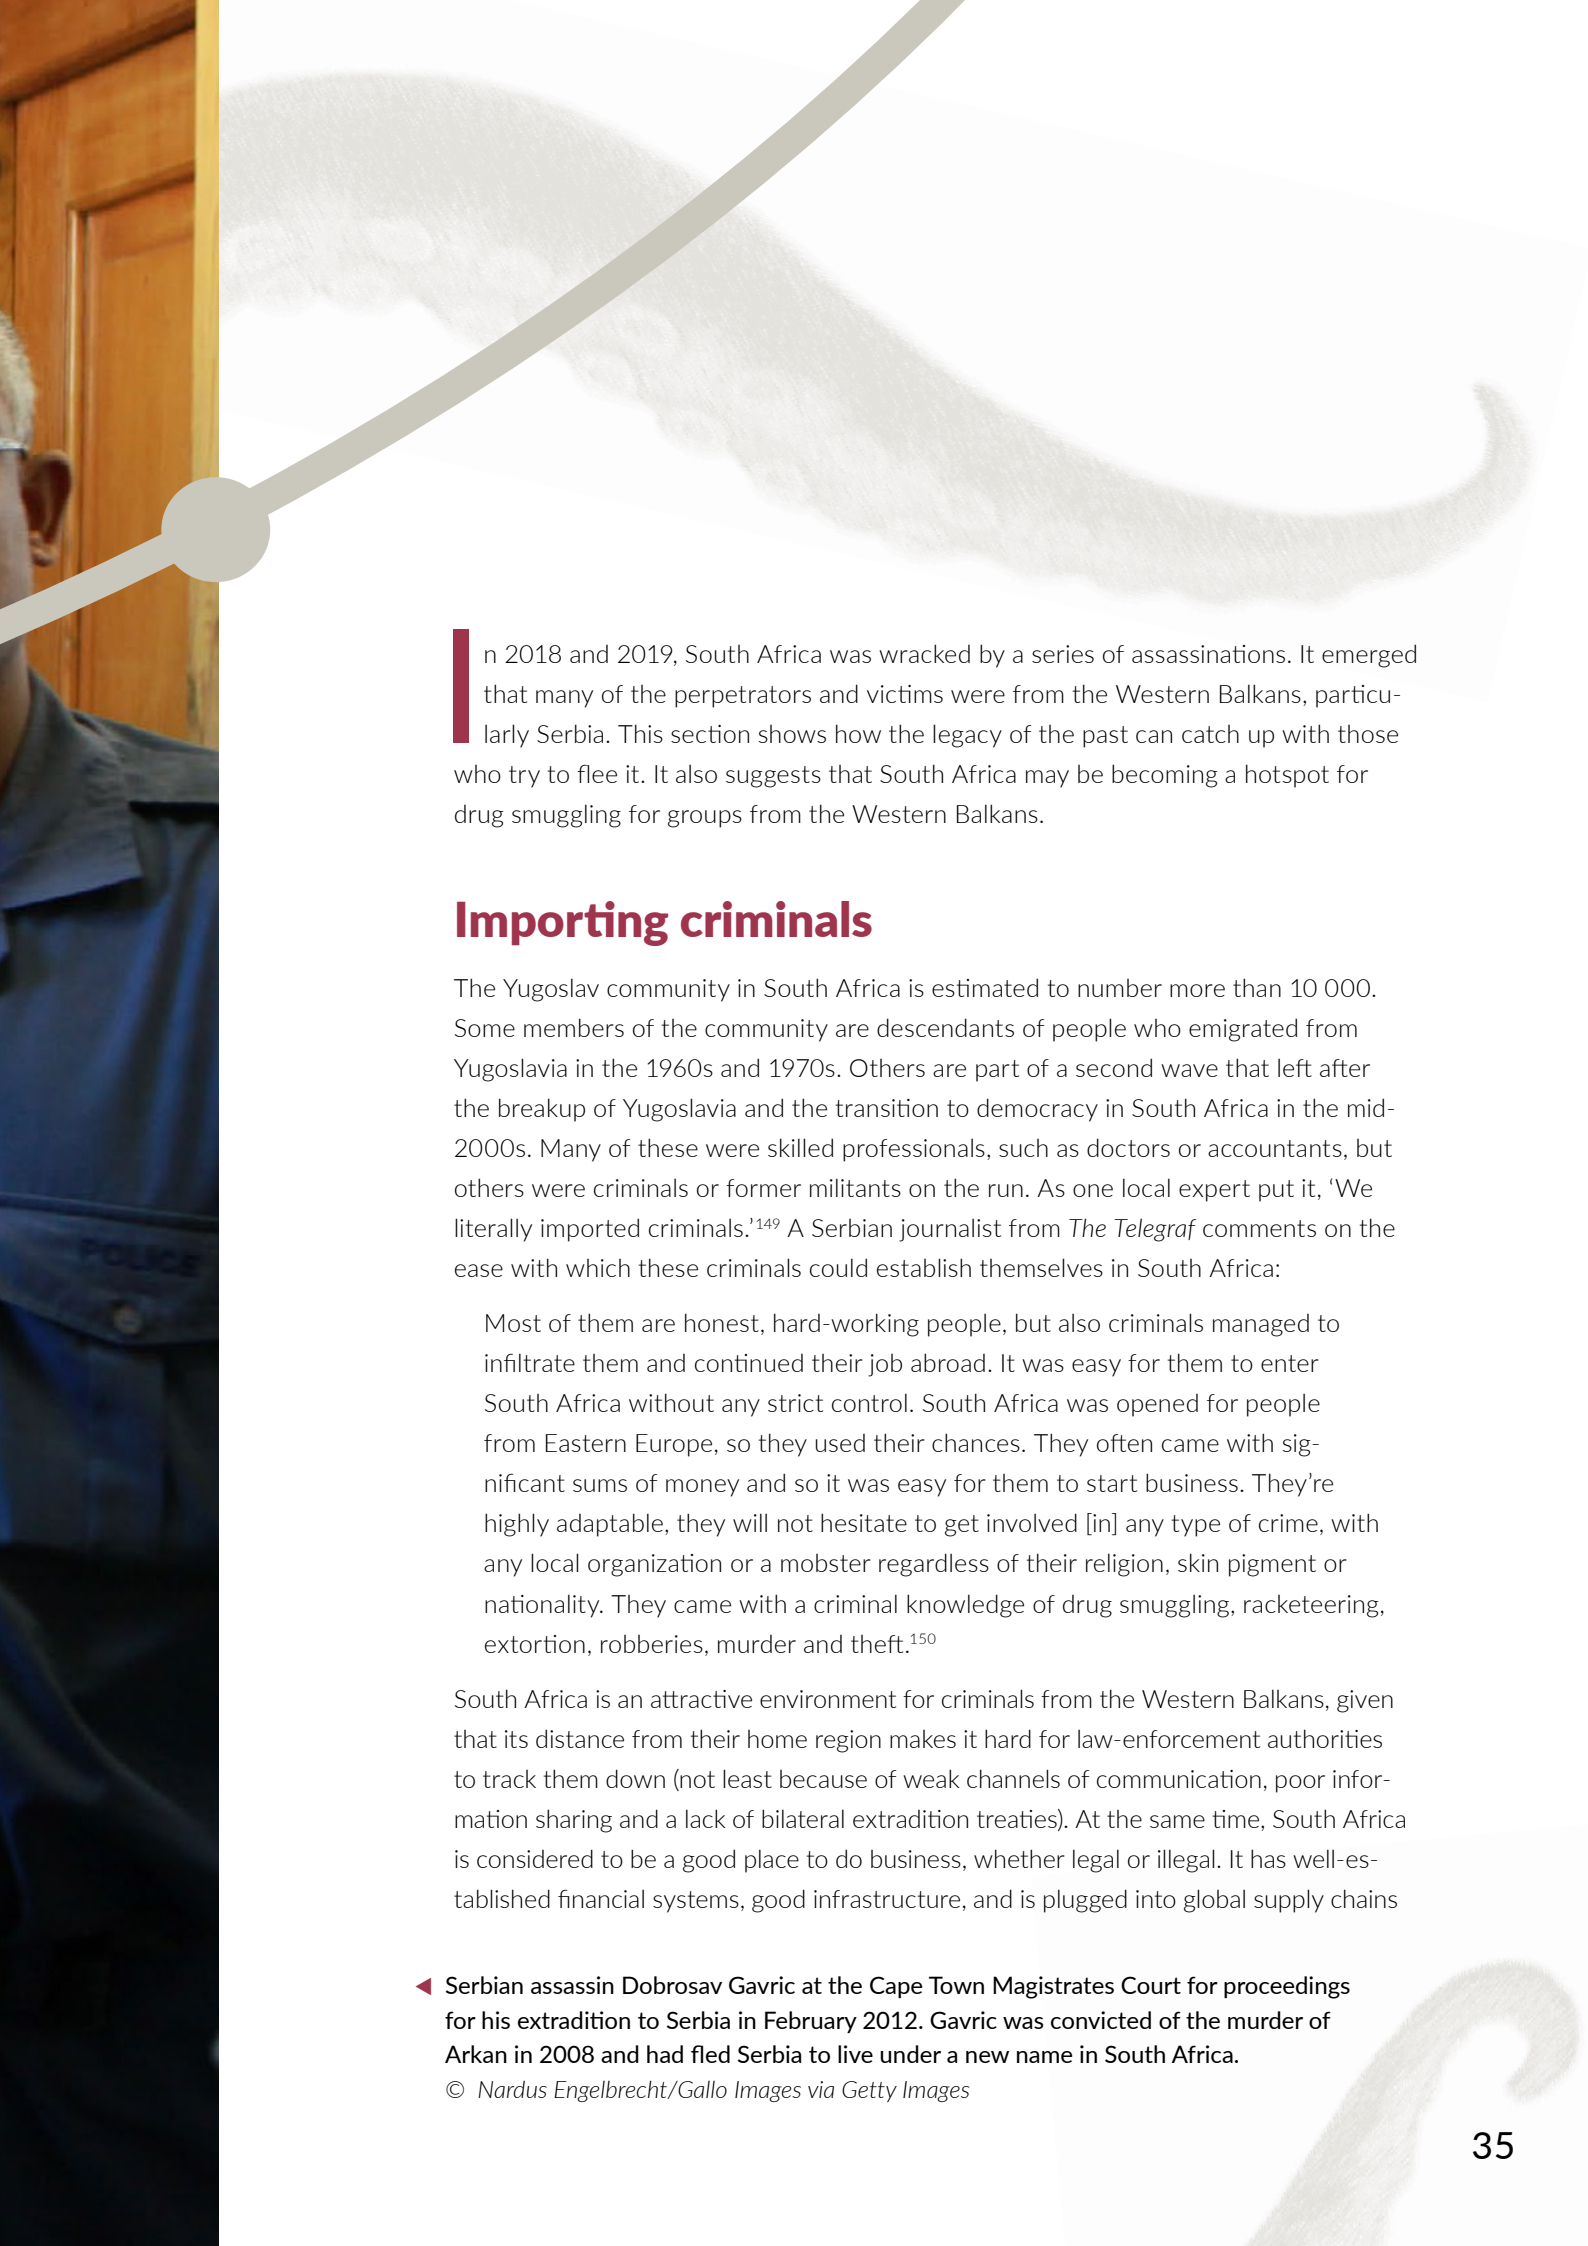 In 2018 and 2019, South Africa was wracked by a series of assassinations. It emerged
that many of the perpetrators and victims were from the Western Balkans, particu-
larly Serbia. This section shows how the legacy of the past can catch up with those
who try to flee it. It also suggests that South Africa may be becoming a hotspot for
drug smuggling for groups from the Western Balkans.
Importing criminals
The Yugoslav community in South Africa is estimated to number more than 10 000.
Some members of the community are descendants of people who emigrated from
Yugoslavia in the 1960s and 1970s. Others are part of a second wave that left after
the breakup of Yugoslavia and the transition to democracy in South Africa in the mid-
2000s. Many of these were skilled professionals, such as doctors or accountants, but
others were criminals or former militants on the run. As one local expert put it, ‘We
literally imported criminals.’149 A Serbian journalist from The Telegraf comments on the
ease with which these criminals could establish themselves in South Africa:
Most of them are honest, hard-working people, but also criminals managed to
infiltrate them and continued their job abroad. It was easy for them to enter
South Africa without any strict control. South Africa was opened for people
from Eastern Europe, so they used their chances. They often came with sig-
nificant sums of money and so it was easy for them to start business. They’re
highly adaptable, they will not hesitate to get involved [in] any type of crime, with
any local organization or a mobster regardless of their religion, skin pigment or
nationality. They came with a criminal knowledge of drug smuggling, racketeering,
extortion, robberies, murder and theft.150
South Africa is an attractive environment for criminals from the Western Balkans, given
that its distance from their home region makes it hard for law-enforcement authorities
to track them down (not least because of weak channels of communication, poor infor-
mation sharing and a lack of bilateral extradition treaties). At the same time, South Africa
is considered to be a good place to do business, whether legal or illegal. It has well-es-
tablished financial systems, good infrastructure, and is plugged into global supply chains
◀ Serbian assassin Dobrosav Gavric at the Cape Town Magistrates Court for proceedings
for his extradition to Serbia in February 2012. Gavric was convicted of the murder of
Arkan in 2008 and had fled Serbia to live under a new name in South Africa.
© Nardus Engelbrecht/Gallo Images via Getty Images
35
POLICE